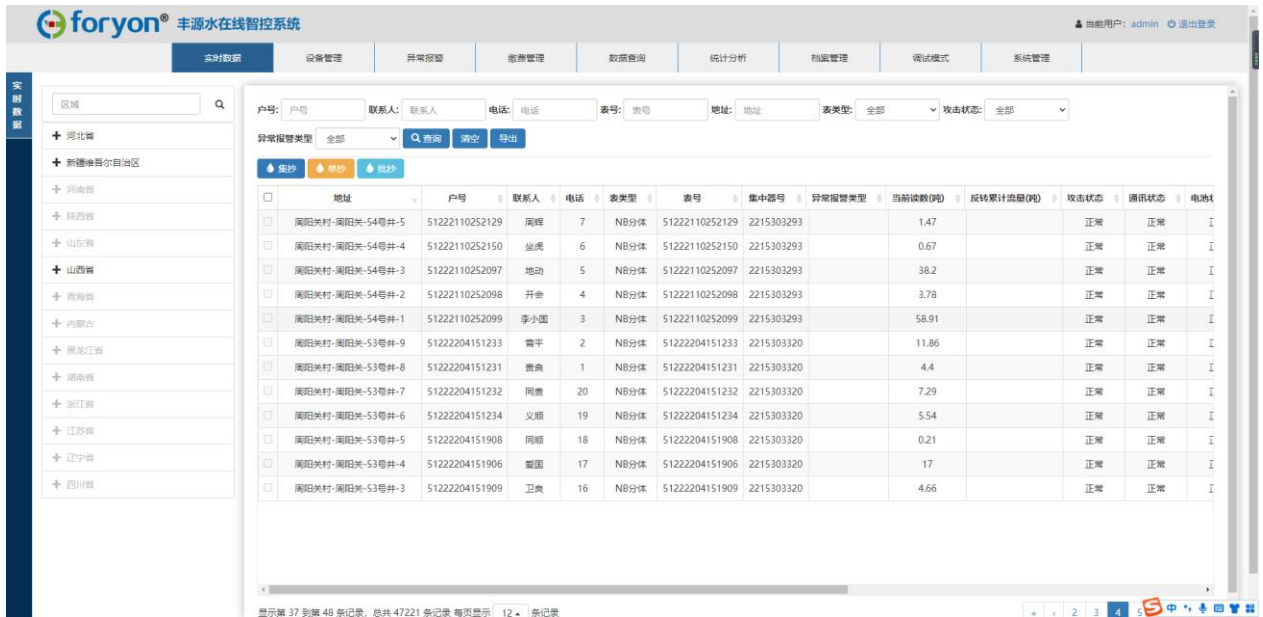 foryon® 丰源水在线智控系统
当前用户: admin 退出登录
实时数据 设备管理 异常报警 缴费管理 数据查询 统计分析 档案管理 调试模式 系统管理
实时数据
区域
河北省
新疆维吾尔自治区
河南省
陕西省
山东省
山西省
青海省
内蒙古
黑龙江省
湖南省
浙江省
江苏省
辽宁省
四川省
户号: 户号 联系人: 联系人 电话: 电话 表号: 表号 地址: 地址 表类型: 全部 攻击状态: 全部
异常报警类型 全部 查询 清空 导出
集抄 单抄 批抄
地址 户号 联系人 电话 表类型 表号 集中器号 异常报警类型 当前读数(吨) 反转累计流量(吨) 攻击状态 通讯状态
周阳关村-周阳关-54号井-5 51222110252129 周辉 7 NB分体 51222110252129 2215303293 1.47 正常 正常
周阳关村-周阳关-54号井-4 51222110252150 坐虎 6 NB分体 51222110252150 2215303293 0.67 正常 正常
周阳关村-周阳关-54号井-3 51222110252097 地动 5 NB分体 51222110252097 2215303293 38.2 正常 正常
周阳关村-周阳关-54号井-2 51222110252098 开会 4 NB分体 51222110252098 2215303293 3.78 正常 正常
周阳关村-周阳关-54号井-1 51222110252099 李小国 3 NB分体 51222110252099 2215303293 58.91 正常 正常
周阳关村-周阳关-53号井-9 51222204151233 雪平 2 NB分体 51222204151233 2215303320 11.86 正常 正常
周阳关村-周阳关-53号井-8 51222204151231 贵良 1 NB分体 51222204151231 2215303320 4.4 正常 正常
周阳关村-周阳关-53号井-7 51222204151232 同贵 20 NB分体 51222204151232 2215303320 7.29 正常 正常
周阳关村-周阳关-53号井-6 51222204151234 义顺 19 NB分体 51222204151234 2215303320 5.54 正常 正常
周阳关村-周阳关-53号井-5 51222204151908 同顺 18 NB分体 51222204151908 2215303320 0.21 正常 正常
周阳关村-周阳关-53号井-4 51222204151906 爱国 17 NB分体 51222204151906 2215303320 17 正常 正常
周阳关村-周阳关-53号井-3 51222204151909 卫良 16 NB分体 51222204151909 2215303320 4.66 正常 正常
显示第 37 到第 48 条记录, 总共 47221 条记录 每页显示 12 条记录
« ‹ 2 3 4 中